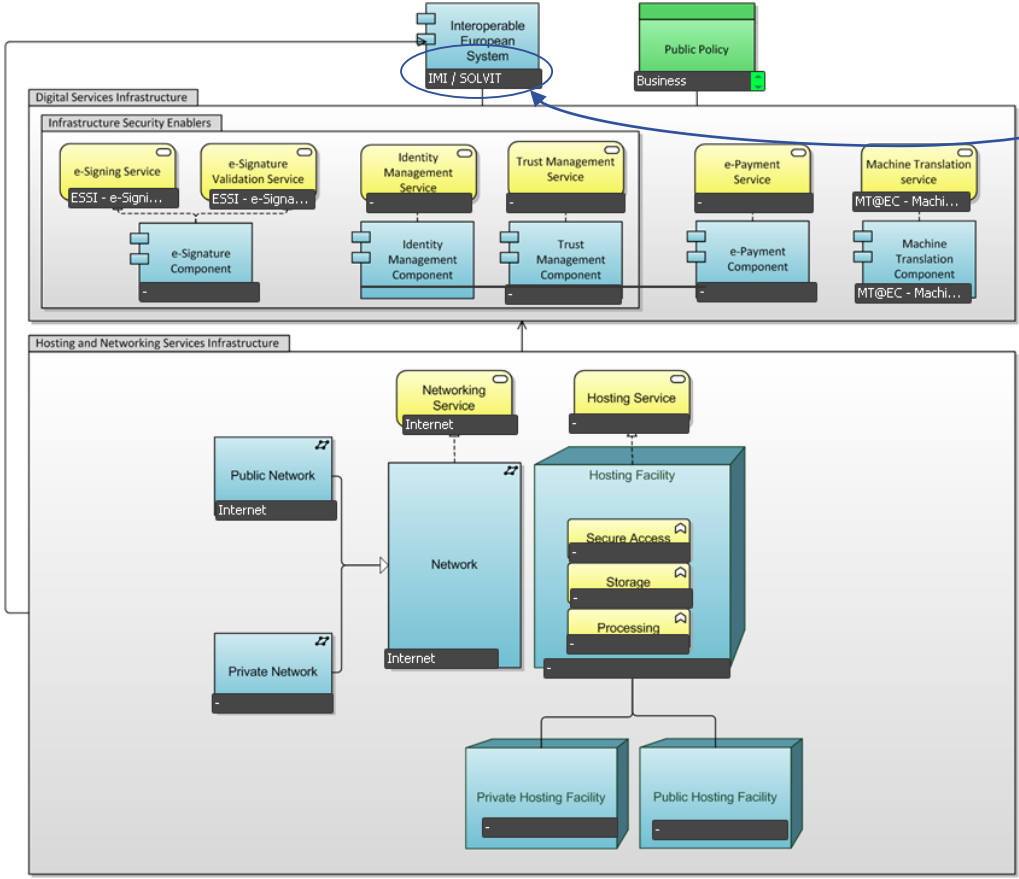 Interoperable
European
System
IMI / SOLVIT
Public Policy
Business
Digital Services Infrastructure
Infrastructure Security Enablers
e-Signing Service
ESSI - e-Signi...
e-Signature
Validation Service
ESSI - e-Signa...
Identity
Management
Service
-
Trust Management
Service
-
e-Payment
Service
-
Machine Translation
service
MT@EC - Machi...
e-Signature
Component
-
Identity
Management
Component
Trust
Management
Component
-
e-Payment
Component
-
Machine
Translation
Component
MT@EC - Machi...
Hosting and Networking Services Infrastructure
Networking
Service
Internet
Hosting Service
-
Public Network
Internet
Network
Internet
Private Network
-
Hosting Facility
Secure Access
-
Storage
-
Processing
-
-
Private Hosting Facility
-
Public Hosting Facility
-